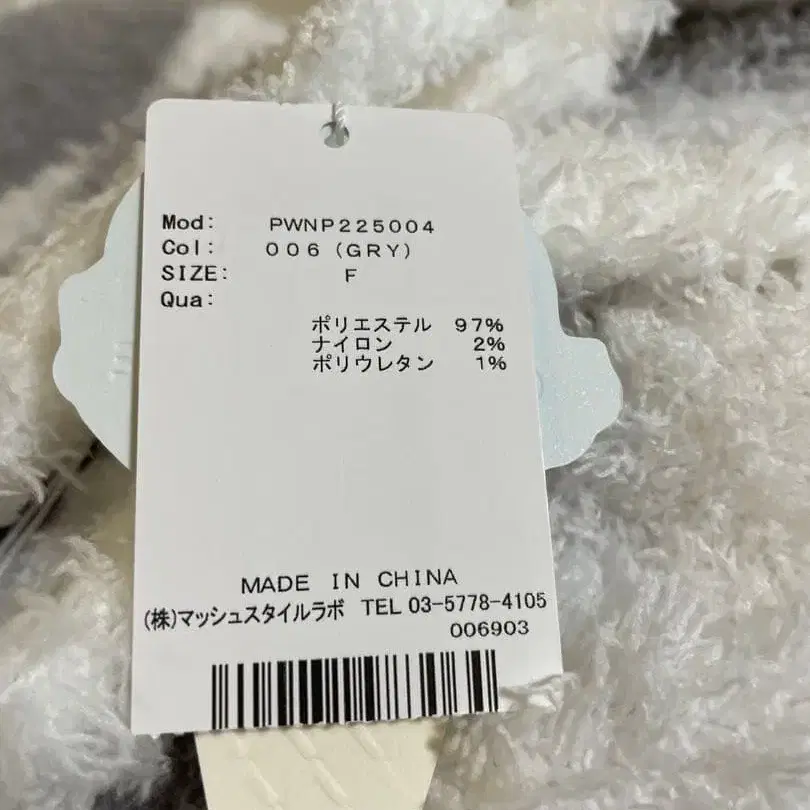 Mod: PWNP225004
Col: 006(GRY)
SIZE: F
Qua:
ポリエステル 97%
ナイロン 2%
ポリウレタン 1%
MADE IN CHINA
(株)マッシュスタイルラボ TEL 03-5778-4105
006903